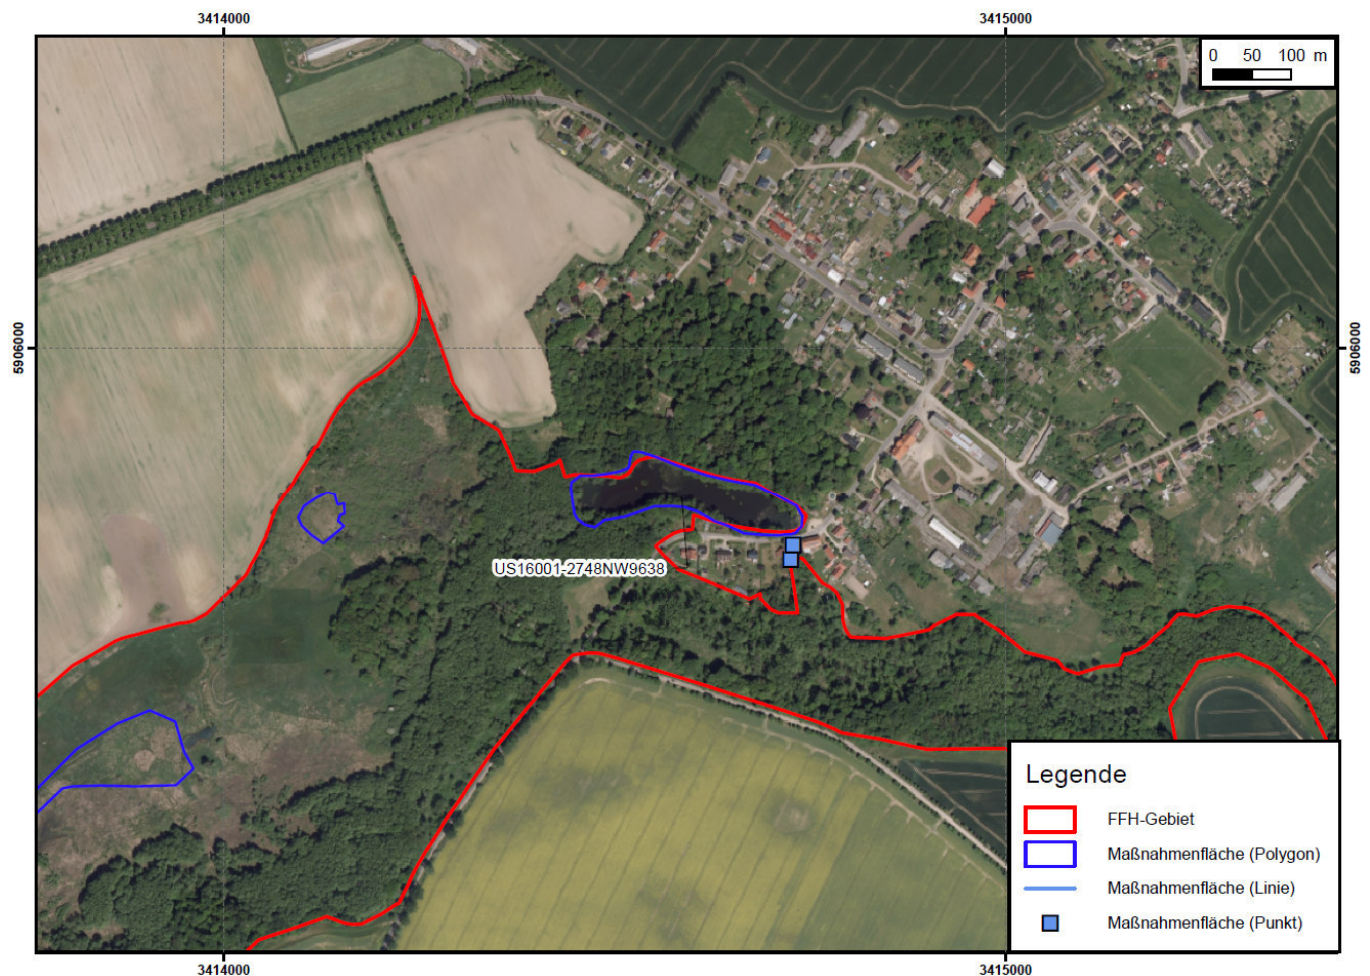 3414000 3415000
0 50 100 m
5906000 5906000
US16001-2748NW9638
Legende
FFH-Gebiet
Maßnahmenfläche (Polygon)
Maßnahmenfläche (Linie)
Maßnahmenfläche (Punkt)
3414000 3415000